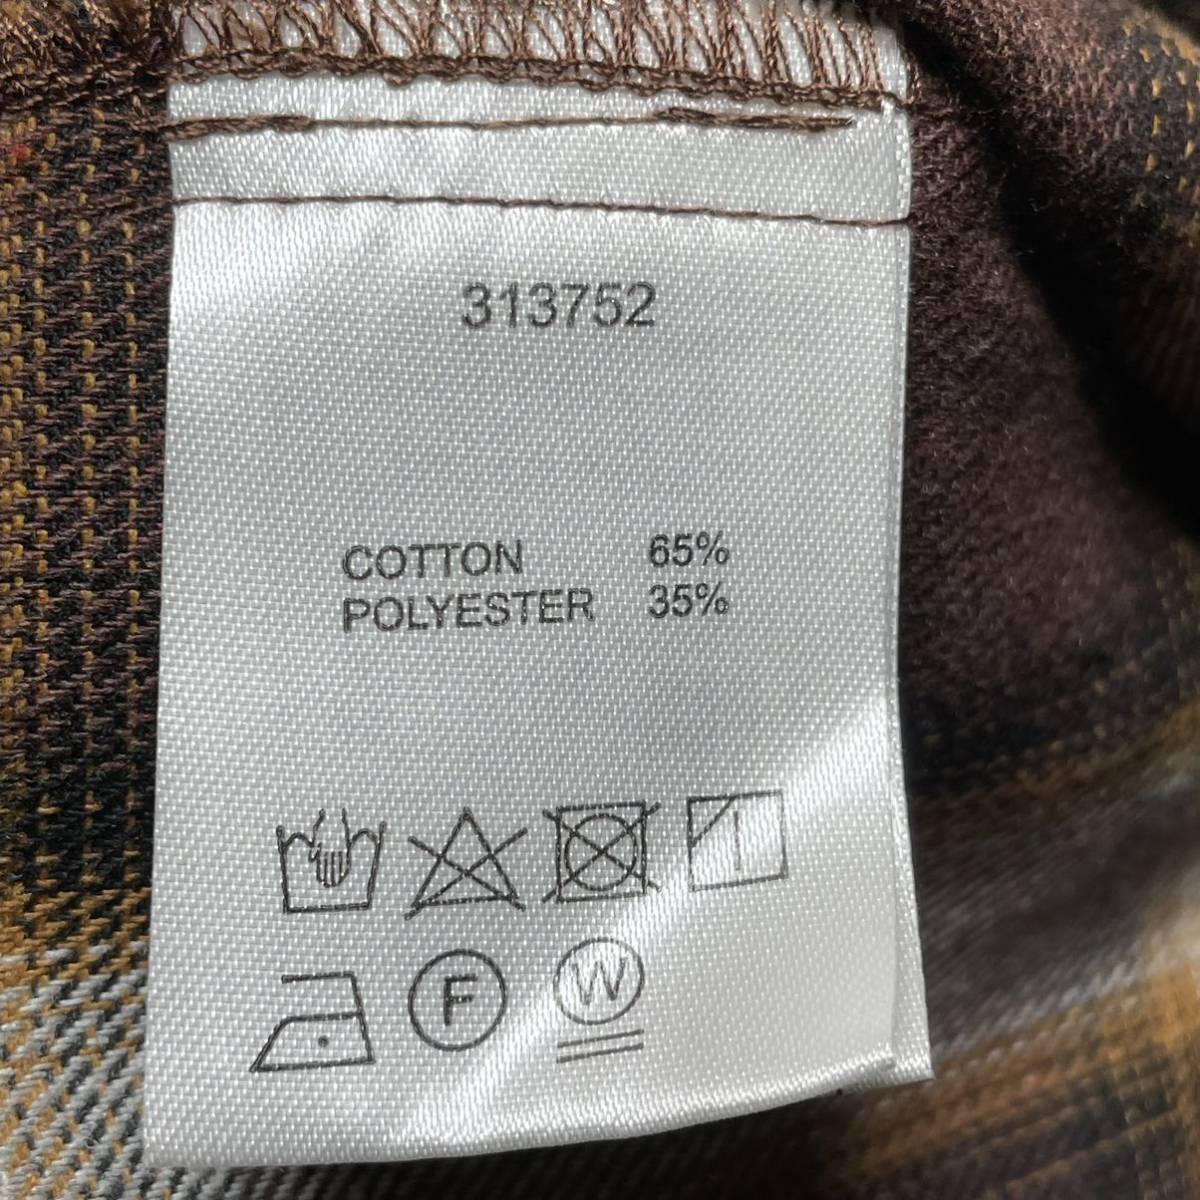 313752
COTTON 65%
POLYESTER 35%
F W